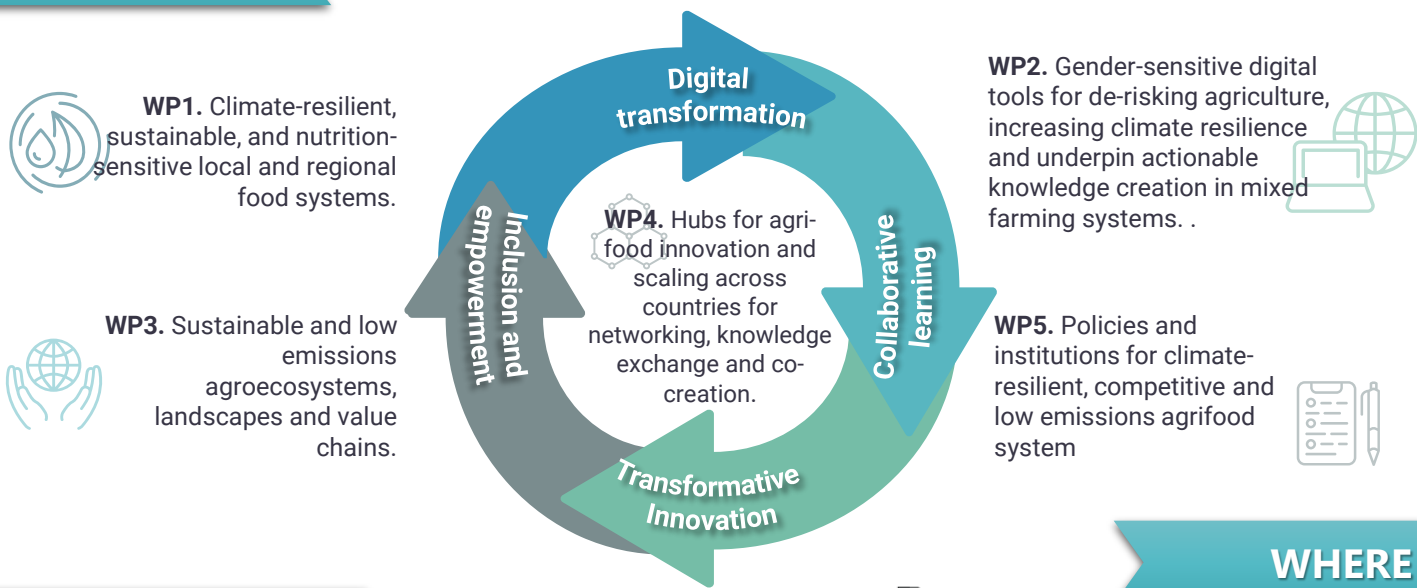 WP1. Climate-resilient,
sustainable, and nutrition-
sensitive local and regional
food systems.
Digital
transformation
WP2. Gender-sensitive digital
tools for de-risking agriculture,
increasing climate resilience
and underpin actionable
knowledge creation in mixed
farming systems. .
Inclusion and
empowerment
WP4. Hubs for agri-
food innovation and
scaling across
countries for
networking, knowledge
exchange and co-
creation.
Collaborative
learning
WP3. Sustainable and low
emissions
agroecosystems,
landscapes and value
chains.
WP5. Policies and
institutions for climate-
resilient, competitive and
low emissions agrifood
system
Transformative
Innovation
WHERE